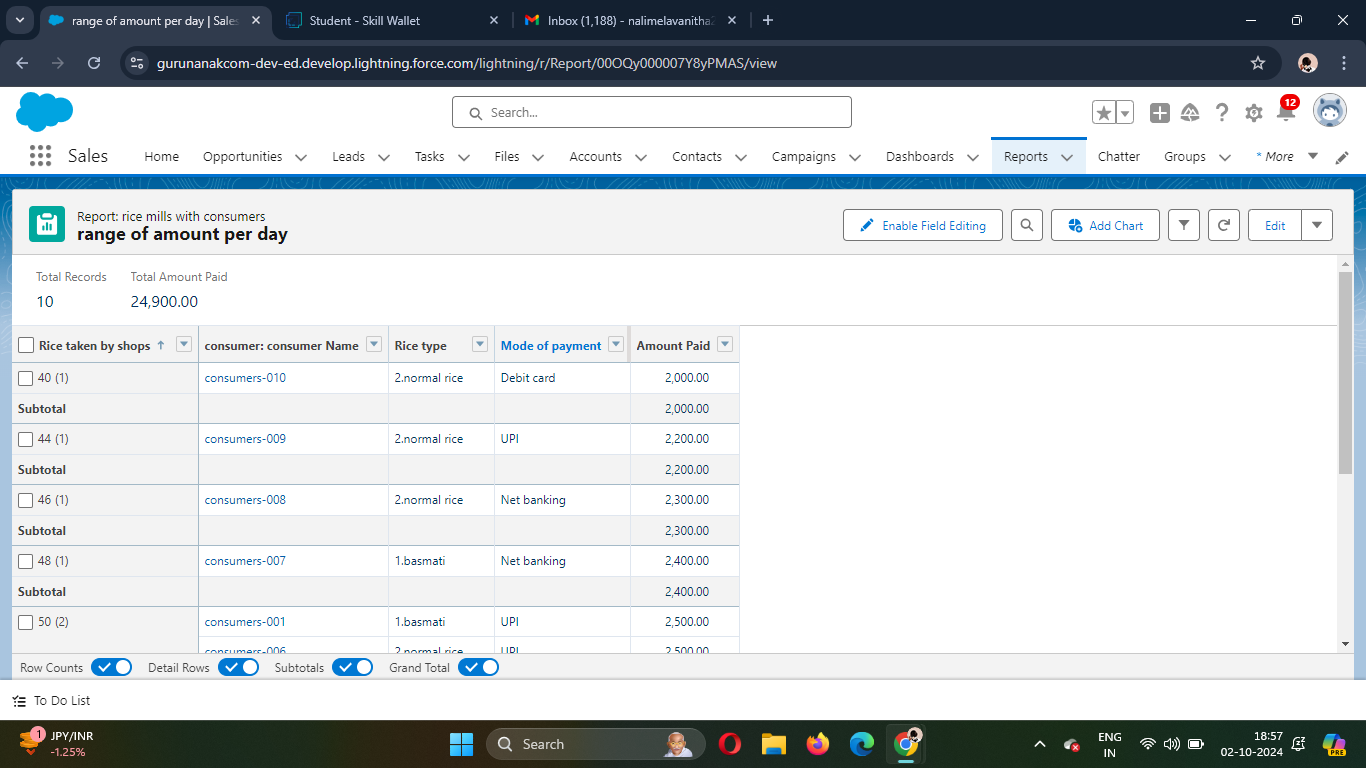 range of amount per day | Sales
Student - Skill Wallet
Inbox (1,188) - nalimelavanitha2
gurunanakcom-dev-ed.develop.lightning.force.com/lightning/r/Report/00OQy000007Y8yPMAS/view
Search...
12
Sales
Home
Opportunities
Leads
Tasks
Files
Accounts
Contacts
Campaigns
Dashboards
Reports
Chatter
Groups
* More
Report: rice mills with consumers
range of amount per day
Enable Field Editing
Add Chart
Edit
Total Records
Total Amount Paid
10
24,900.00
Rice taken by shops ↑ consumer: consumer Name Rice type Mode of payment Amount Paid
40 (1) consumers-010 2.normal rice Debit card 2,000.00
Subtotal 2,000.00
44 (1) consumers-009 2.normal rice UPI 2,200.00
Subtotal 2,200.00
46 (1) consumers-008 2.normal rice Net banking 2,300.00
Subtotal 2,300.00
48 (1) consumers-007 1.basmati Net banking 2,400.00
Subtotal 2,400.00
50 (2) consumers-001 1.basmati UPI 2,500.00
consumers-006 2.normal rice UPI 2,500.00
Row Counts Detail Rows Subtotals Grand Total
To Do List
1
JPY/INR
-1.25%
Search
ENG
IN
18:57
02-10-2024
PRE